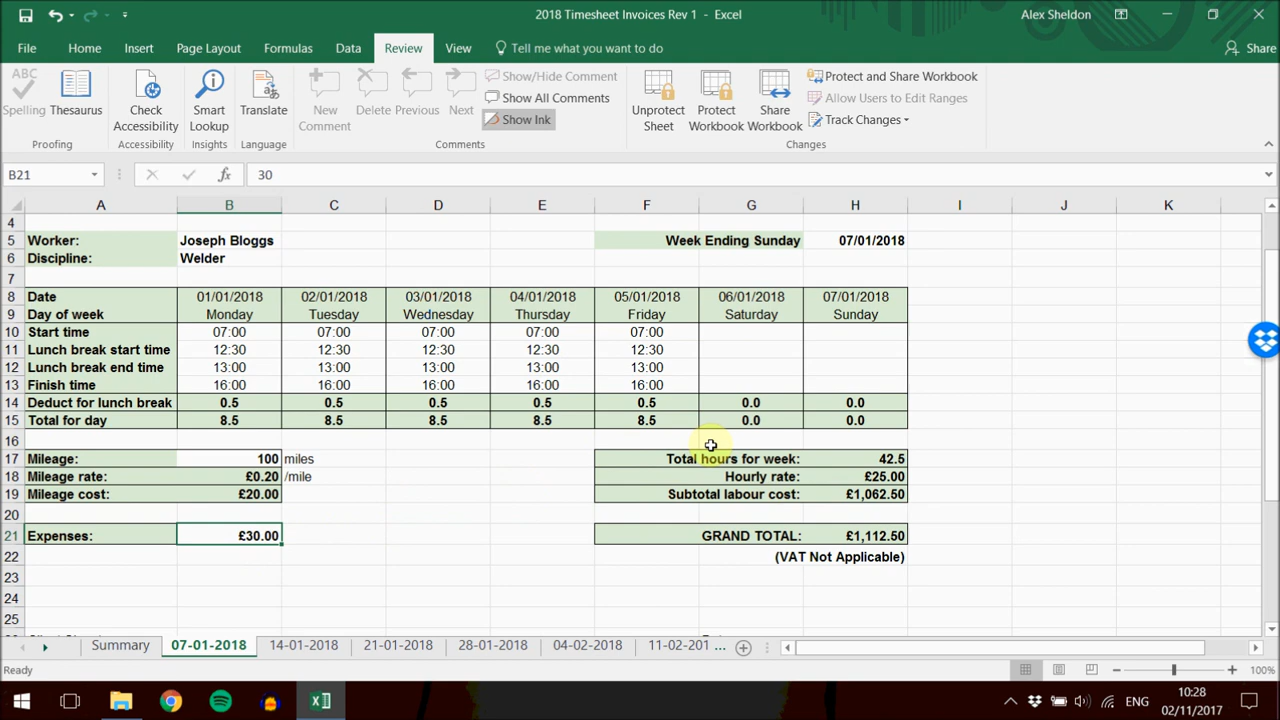 2018 Timesheet Invoices Rev 1 - Excel
Alex Sheldon
File Home Insert Page Layout Formulas Data Review View Tell me what you want to do Share
ABC
Spelling Thesaurus
Check Accessibility
Smart Lookup
Translate
New Comment
Delete Previous Next
Show/Hide Comment
Show All Comments
Show Ink
Unprotect Sheet
Protect Workbook
Share Workbook
Protect and Share Workbook
Allow Users to Edit Ranges
Track Changes
Proofing Accessibility Insights Language Comments Changes
B21 fx 30
A B C D E F G H I J K
4
5 Worker: Joseph Bloggs Week Ending Sunday 07/01/2018
6 Discipline: Welder
7
8 Date 01/01/2018 02/01/2018 03/01/2018 04/01/2018 05/01/2018 06/01/2018 07/01/2018
9 Day of week Monday Tuesday Wednesday Thursday Friday Saturday Sunday
10 Start time 07:00 07:00 07:00 07:00 07:00
11 Lunch break start time 12:30 12:30 12:30 12:30 12:30
12 Lunch break end time 13:00 13:00 13:00 13:00 13:00
13 Finish time 16:00 16:00 16:00 16:00 16:00
14 Deduct for lunch break 0.5 0.5 0.5 0.5 0.5 0.0 0.0
15 Total for day 8.5 8.5 8.5 8.5 8.5 0.0 0.0
16
17 Mileage: 100 miles Total hours for week: 42.5
18 Mileage rate: £0.20 /mile Hourly rate: £25.00
19 Mileage cost: £20.00 Subtotal labour cost: £1,062.50
20
21 Expenses: £30.00 GRAND TOTAL: £1,112.50
22 (VAT Not Applicable)
23
24
25
Summary 07-01-2018 14-01-2018 21-01-2018 28-01-2018 04-02-2018 11-02-201 ...
Ready 100%
ENG
10:28
02/11/2017